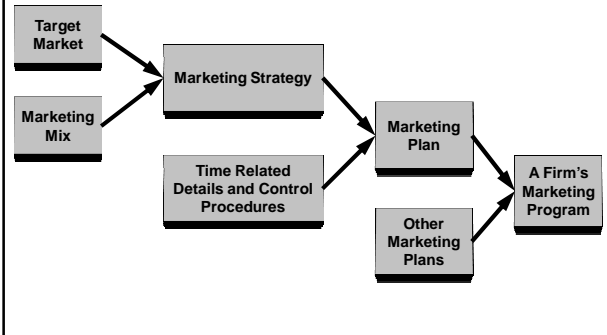 Target
Market
Marketing
Mix
Marketing Strategy
Time Related
Details and Control
Procedures
Marketing
Plan
Other
Marketing
Plans
A Firm's
Marketing
Program